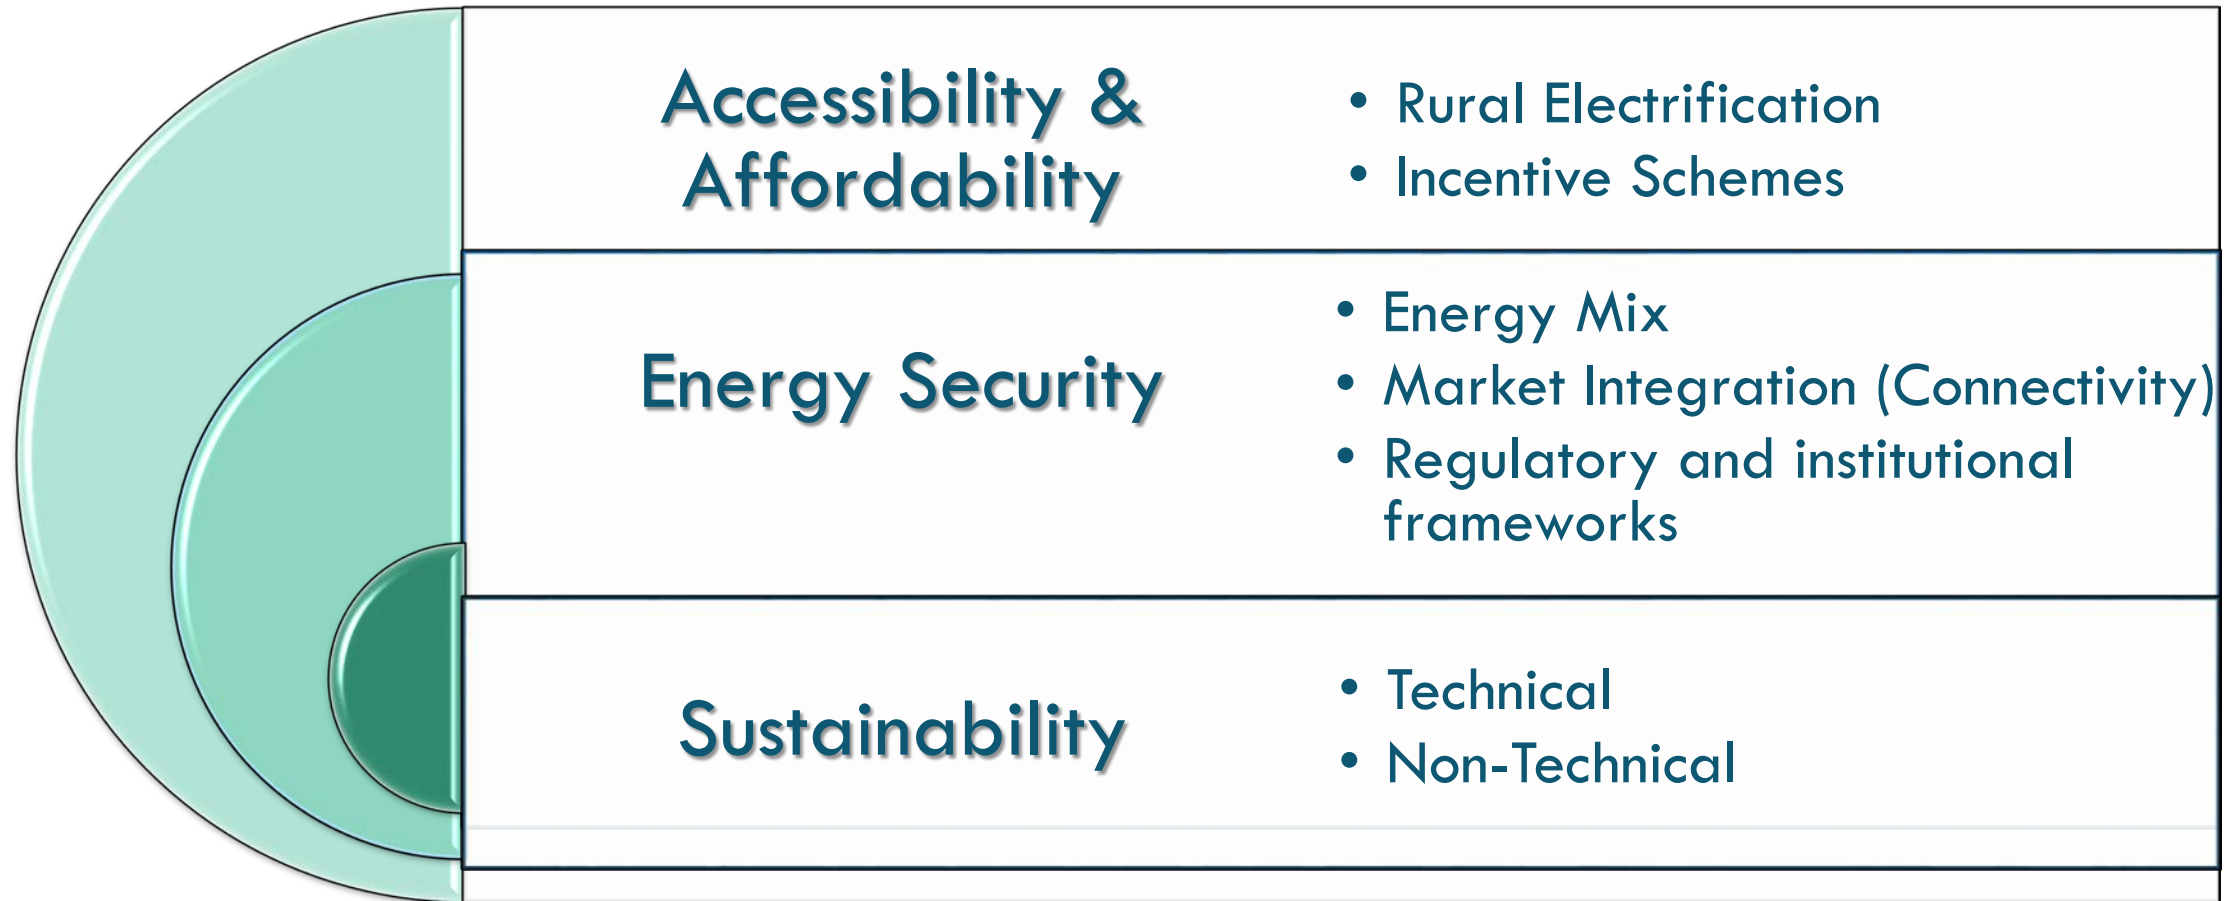 Accessibility &
Affordability
• Rural Electrification
• Incentive Schemes
Energy Security
• Energy Mix
• Market Integration (Connectivity)
• Regulatory and institutional
frameworks
Sustainability
• Technical
• Non-Technical